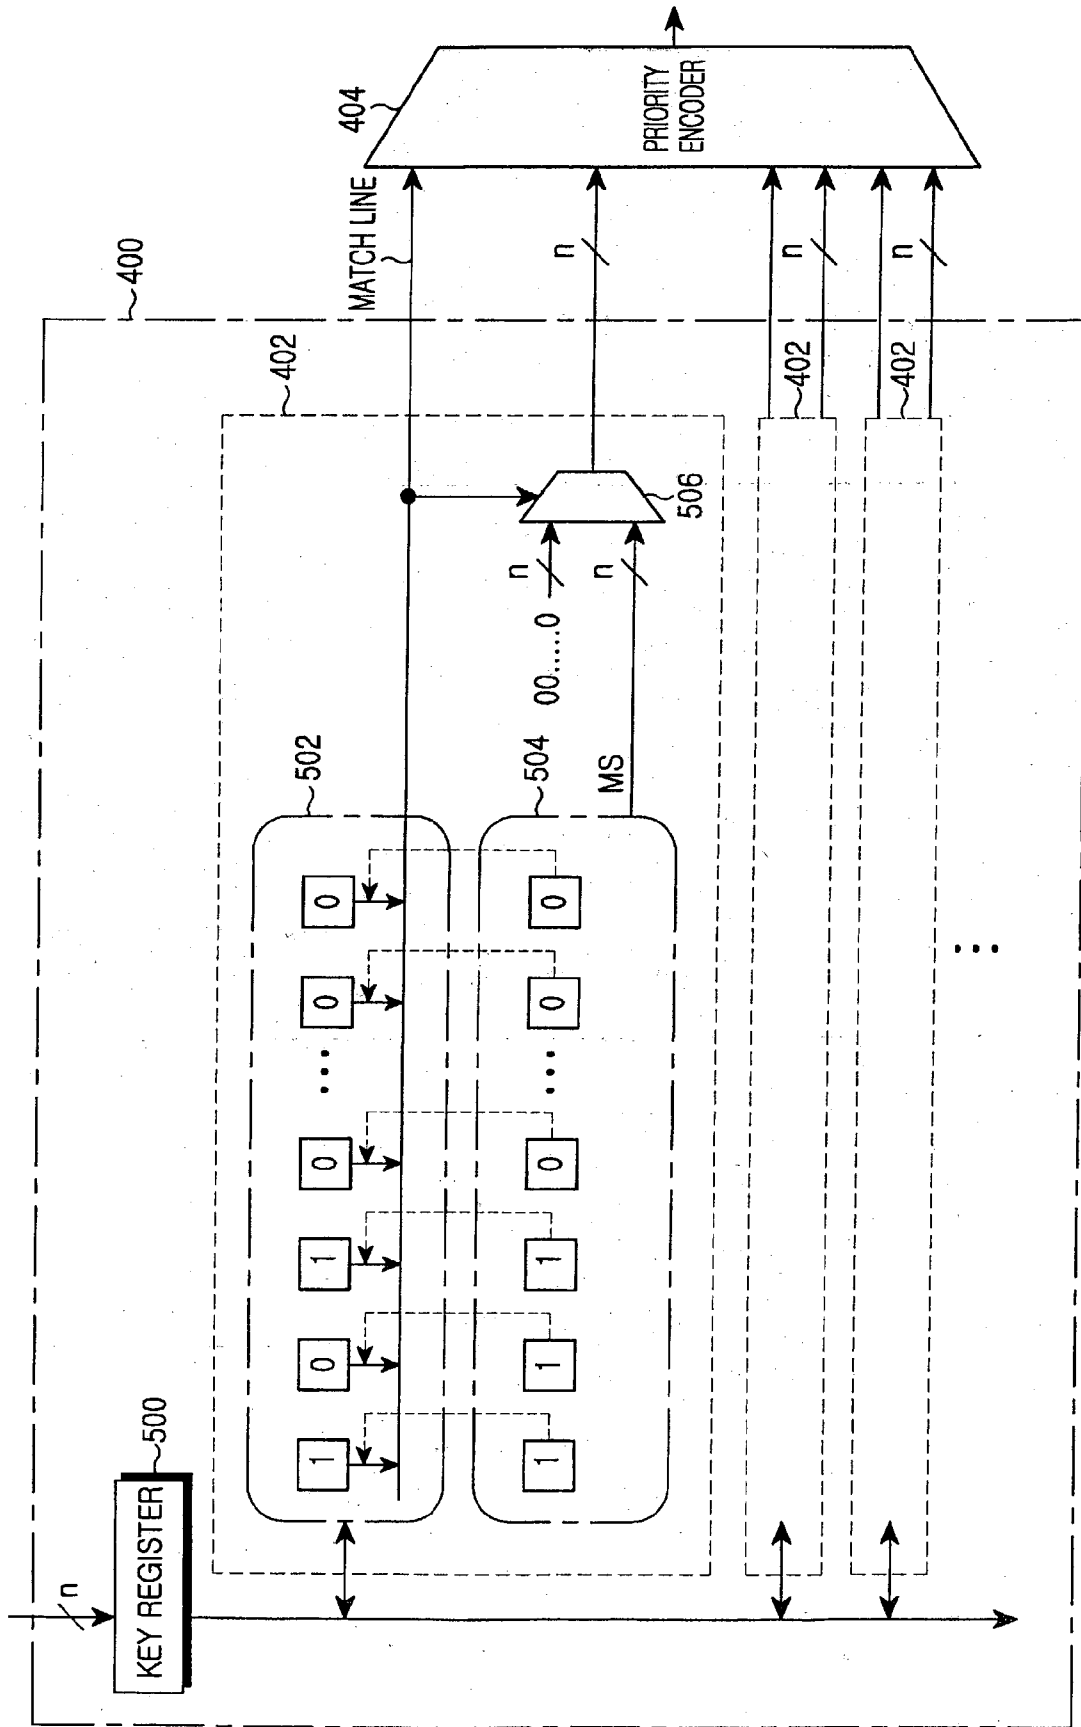 400
n
KEY REGISTER
500
402
502
1
0
1
0
...
0
0
504
1
1
1
0
...
0
0
MS
00.....0
n
n
506
MATCH LINE
n
404
PRIORITY
ENCODER
402
n
402
n
...